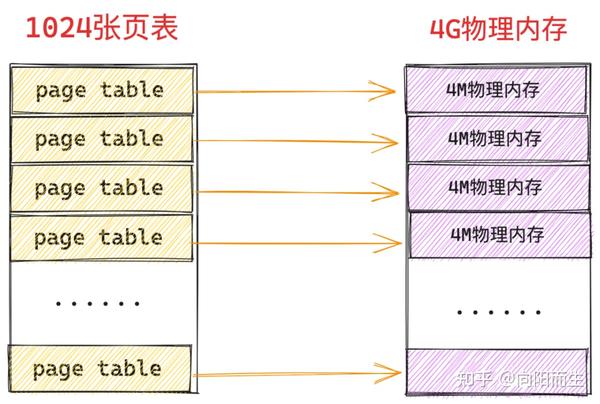 1024张页表
4G物理内存
page table
4M物理内存
page table
4M物理内存
page table
4M物理内存
page table
4M物理内存
......
......
page table
知乎 @向阳而生